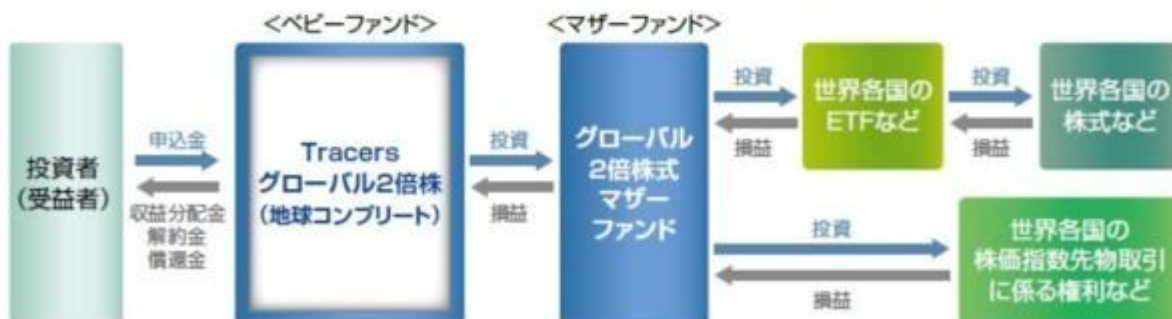 <ベビーファンド>
<マザーファンド>
投資者
(受益者)
申込金
収益分配金
解約金
償還金
Tracers
グローバル2倍株
(地球コンプリート)
投資
損益
グローバル
2倍株式
マザー
ファンド
投資
損益
世界各国の
ETFなど
投資
損益
世界各国の
株式など
投資
損益
世界各国の
株価指数先物取引
に係る権利など